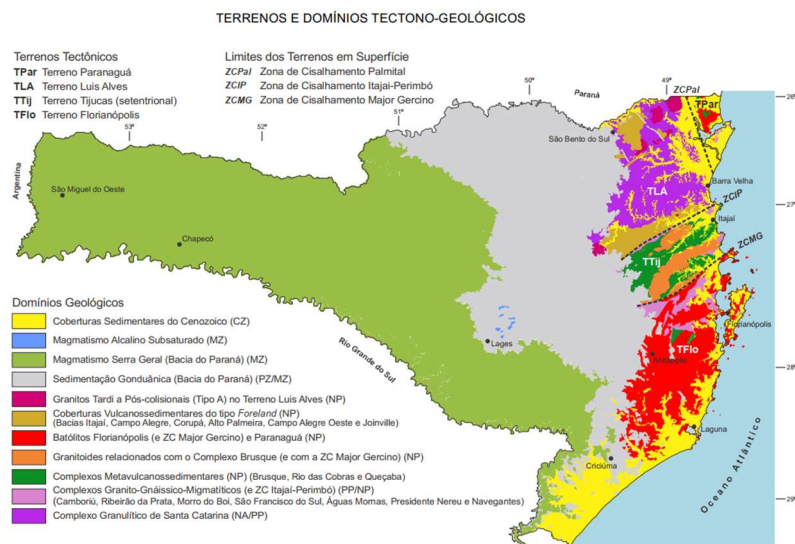 TERRENOS E DOMÍNIOS TECTONO-GEOLÓGICOS
Terrenos Tectônicos
TPar Terreno Paranaguá
TLA Terreno Luis Alves
TTij Terreno Tijucas (setentrional)
TFlo Terreno Florianópolis
Limites dos Terrenos em Superfície
ZCPal Zona de Cisalhamento Palmital
ZCIP Zona de Cisalhamento Itajai-Perimbó
ZCMG Zona de Cisalhamento Major Gercino
53°
52°
51°
50°
49°
26°
27°
28°
29°
Paraná
Argentina
Rio Grande do Sul
Oceano Atlântico
ZCPal
TPar
São Bento do Sul
TLA
Barra Velha
ZCIP
Itajaí
TTij
ZCMG
Florianópolis
TFlo
São Miguel do Oeste
Chapecó
Lages
Laguna
Criciúma
Domínios Geológicos
Coberturas Sedimentares do Cenozoico (CZ)
Magmatismo Alcalino Subsaturado (MZ)
Magmatismo Serra Geral (Bacia do Paraná) (MZ)
Sedimentação Gonduânica (Bacia do Paraná) (PZ/MZ)
Granitos Tardi a Pós-colisionais (Tipo A) no Terreno Luis Alves (NP)
Coberturas Vulcanossedimentares do tipo Foreland (NP)
(Bacias Itajaí, Campo Alegre, Corupá, Alto Palmeira, Campo Alegre Oeste e Joinville)
Batólitos Florianópolis (e ZC Major Gercino) e Paranaguá (NP)
Granitoides relacionados com o Complexo Brusque (e com a ZC Major Gercino) (NP)
Complexos Metavulcanossedimentares (NP) (Brusque, Rio das Cobras e Queçaba)
Complexos Granito-Gnáissico-Migmatíticos (e ZC Itajaí-Perimbó) PP/NP)
(Camboriú, Ribeirão da Prata, Morro do Boi, São Francisco do Sul, Águas Mornas, Presidente Nereu e Navegantes)
Complexo Granulítico de Santa Catarina (NA/PP)